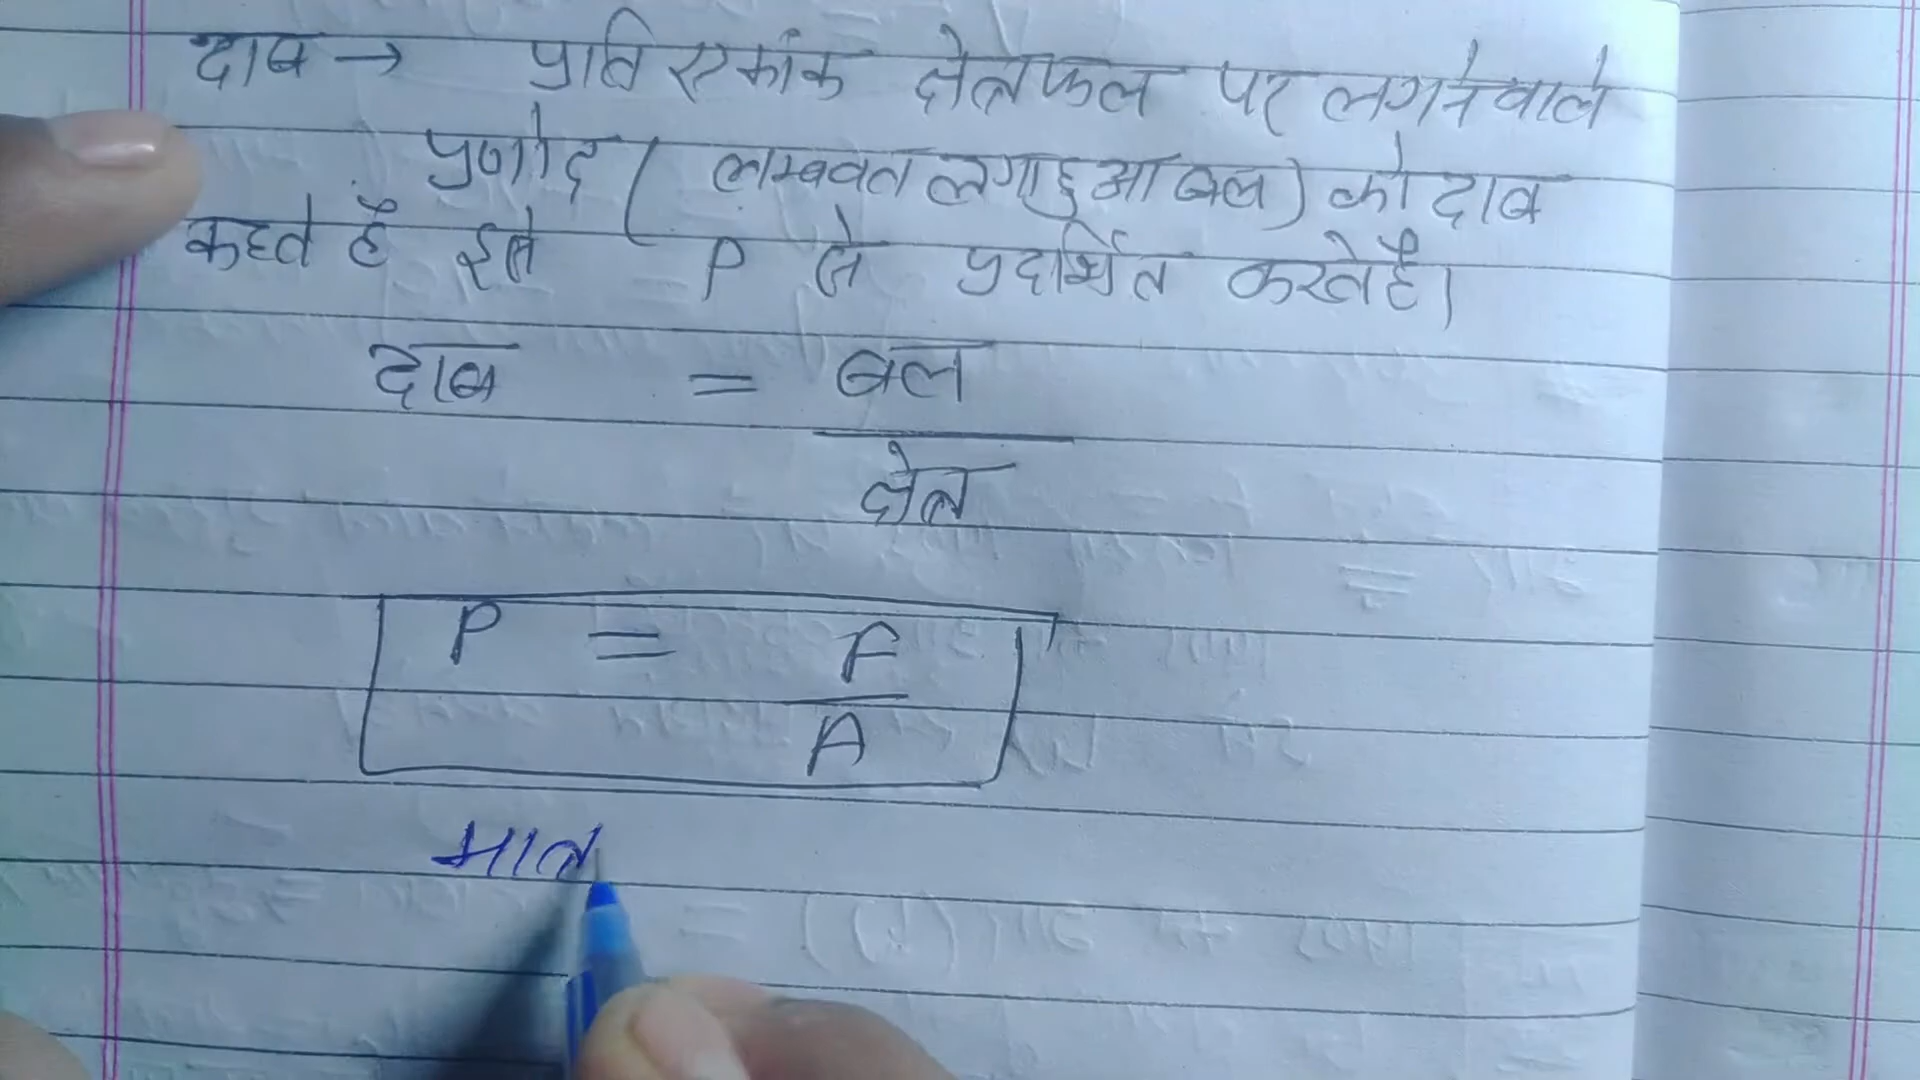 दाब → प्रति एकांक क्षेत्रफल पर लगने वाले
प्रणोद ( लम्बवत लगा हुआ बल) को दाब
कहते है इसे P से प्रदर्शित करते है।
दाब = बल
क्षेत्र
P = F
A
मात्र